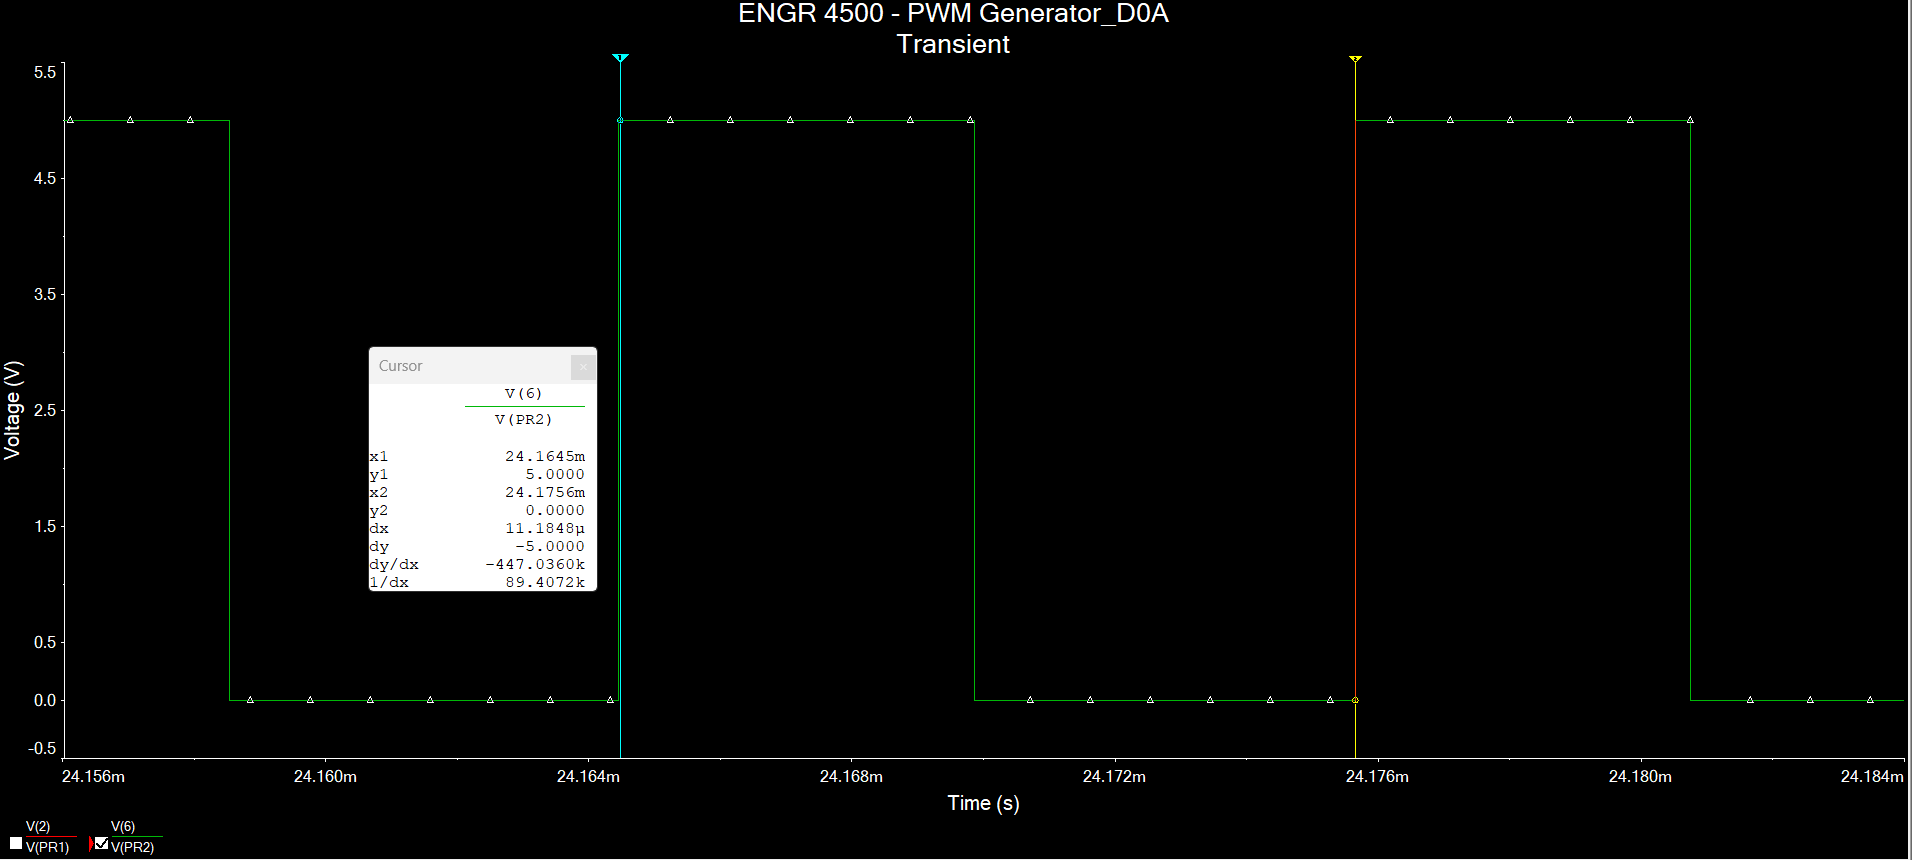 ENGR 4500 - PWM Generator_D0A
Transient
5.5
4.5
3.5
2.5
1.5
0.5
0.0
-0.5
Voltage (V)
1
2
Cursor
V(6)
V(PR2)
x1 24.1645m
y1 5.0000
x2 24.1756m
y2 0.0000
dx 11.1848µ
dy -5.0000
dy/dx -447.0360k
1/dx 89.4072k
24.156m 24.160m 24.164m 24.168m 24.172m 24.176m 24.180m 24.184m
Time (s)
V(2) V(6)
V(PR1) V(PR2)